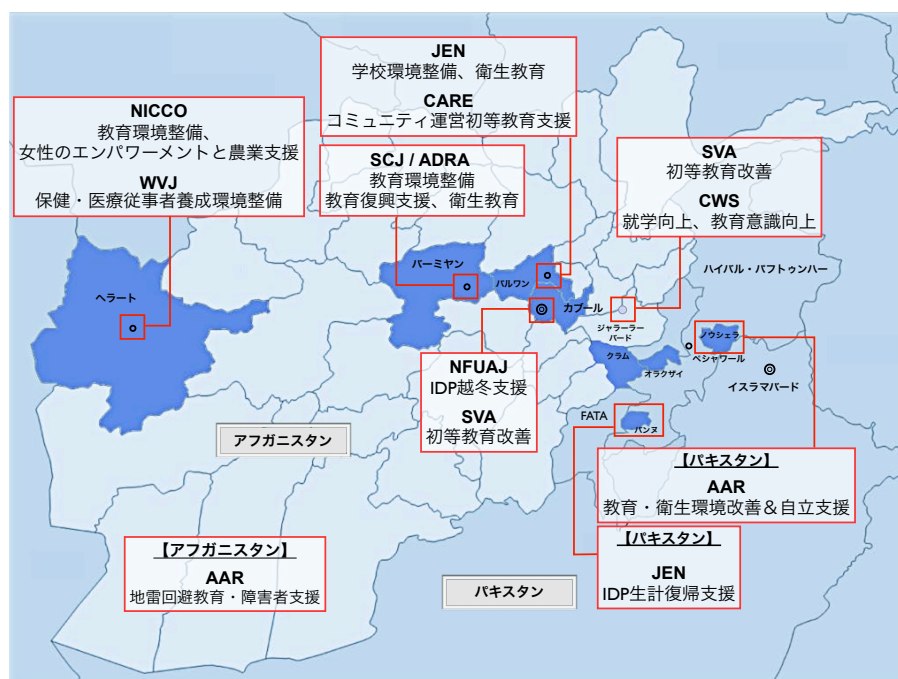 JEN
学校環境整備、衛生教育
CARE
コミュニティ運営初等教育支援
NICCO
教育環境整備、
女性のエンパワーメントと農業支援
WVJ
保健・医療従事者養成環境整備
SCJ / ADRA
教育環境整備
教育復興支援、衛生教育
SVA
初等教育改善
CWS
就学向上、教育意識向上
バーミヤン
パルワン
ハイバル・パフトゥンハー
ヘラート
カブール
ジャラーラー
バード
ノウシェラ
ペシャワール
クラム
オラクザイ
イスラマバード
NFUAJ
IDP越冬支援
SVA
初等教育改善
FATA
バンヌ
アフガニスタン
【パキスタン】
AAR
教育・衛生環境改善＆自立支援
【パキスタン】
JEN
IDP生計復帰支援
【アフガニスタン】
AAR
地雷回避教育・障害者支援
パキスタン